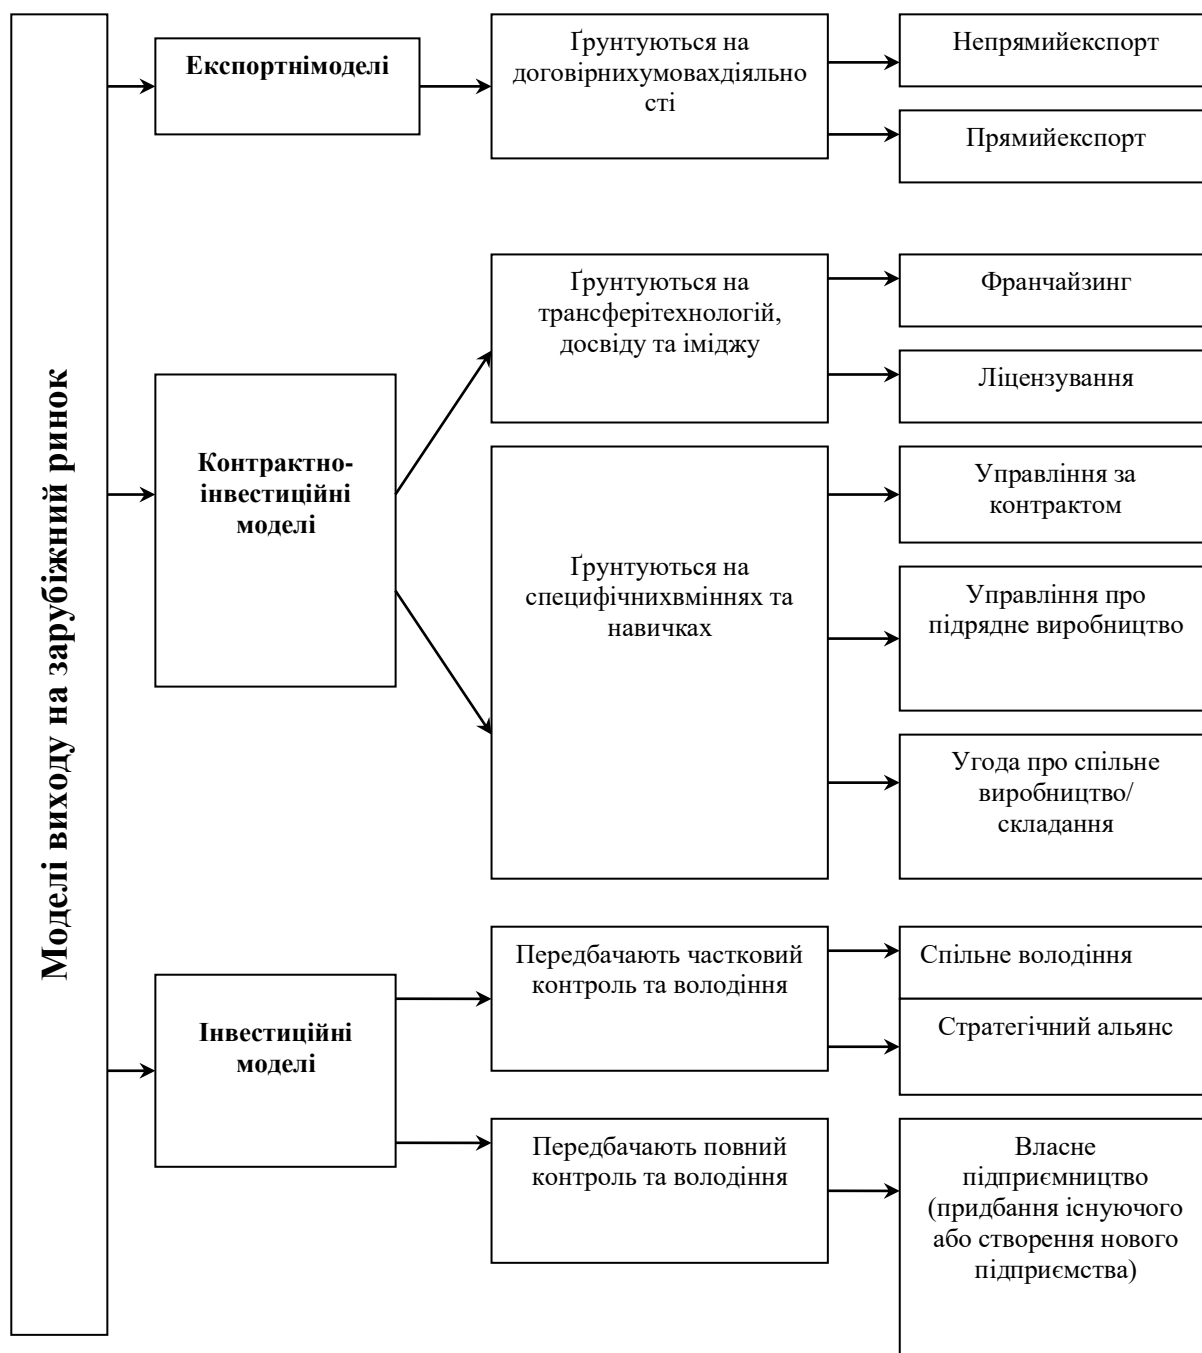 Моделі виходу на зарубіжний ринок
Експортнімоделі
Ґрунтуються на
договірнихумовахдіяльно
сті
Непрямийекспорт
Прямийекспорт
Контрактно-
інвестиційні
моделі
Ґрунтуються на
трансферітехнологій,
досвіду та іміджу
Франчайзинг
Ліцензування
Ґрунтуються на
специфічнихвміннях та
навичках
Управління за
контрактом
Управління про
підрядне виробництво
Угода про спільне
виробництво/
складання
Інвестиційні
моделі
Передбачають частковий
контроль та володіння
Спільне володіння
Стратегічний альянс
Передбачають повний
контроль та володіння
Власне
підприємництво
(придбання існуючого
або створення нового
підприємства)